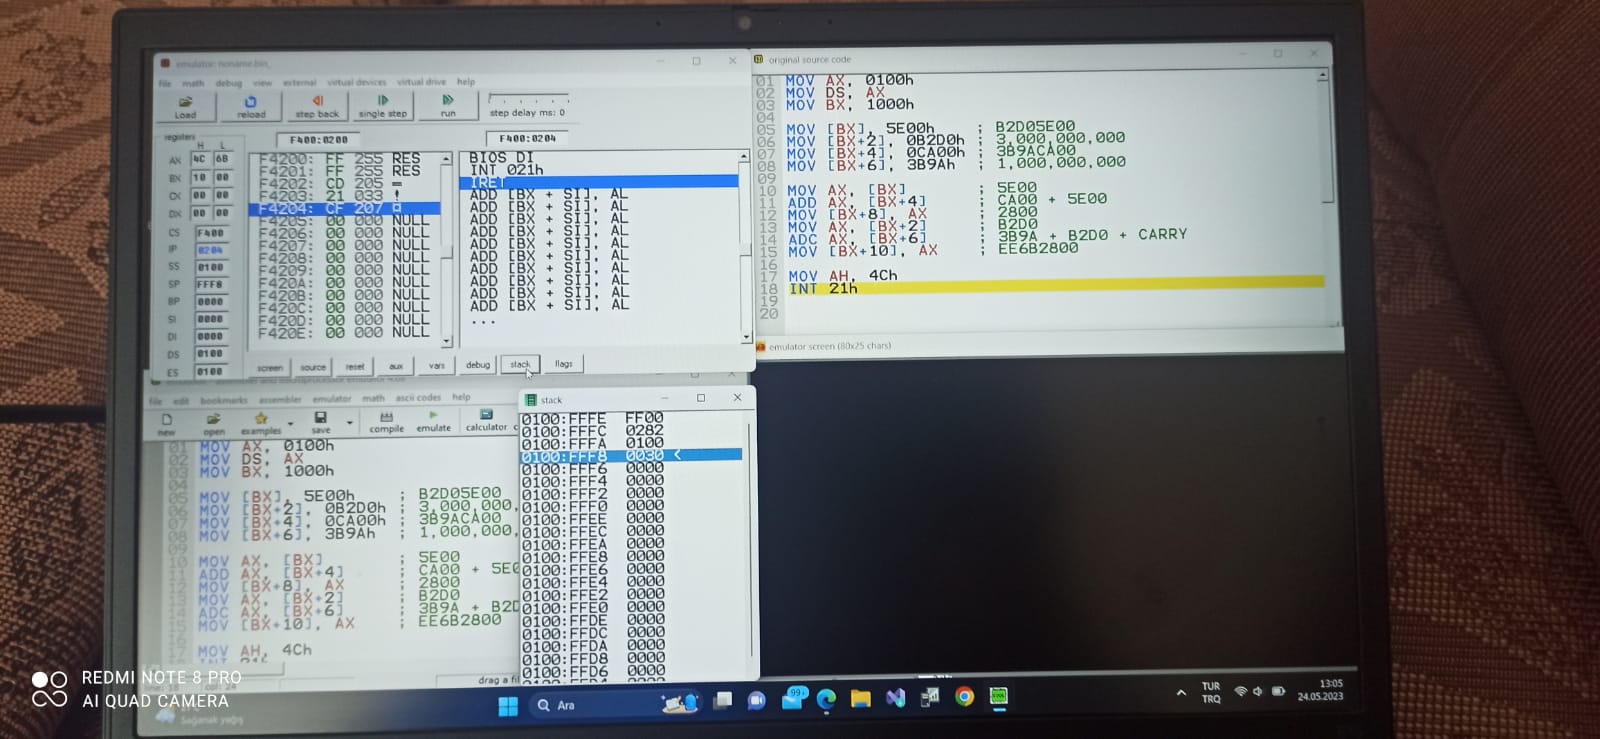 emulator: noname.bin_
file math debug view external virtual devices virtual drive help
Load reload step back single step run step delay ms: 0
registers
H L
F400:0200 F400:0204
AX 4C 6B
BX 10 00
CX 00 00
DX 00 00
CS F400
IP 0204
SS 0100
SP FFF8
BP 0000
SI 0000
DI 0000
DS 0100
ES 0100
F4200: FF 255 RES
F4201: FF 255 RES
F4202: CD 205 =
F4203: 21 033 !
F4204: CF 207 ¤
F4205: 00 000 NULL
F4206: 00 000 NULL
F4207: 00 000 NULL
F4208: 00 000 NULL
F4209: 00 000 NULL
F420A: 00 000 NULL
F420B: 00 000 NULL
F420C: 00 000 NULL
F420D: 00 000 NULL
F420E: 00 000 NULL
BIOS DI
INT 021h
IRET
ADD [BX + SI], AL
ADD [BX + SI], AL
ADD [BX + SI], AL
ADD [BX + SI], AL
ADD [BX + SI], AL
ADD [BX + SI], AL
ADD [BX + SI], AL
ADD [BX + SI], AL
ADD [BX + SI], AL
ADD [BX + SI], AL
...
screen source reset aux vars debug stack flags
original source code
01 MOV AX, 0100h
02 MOV DS, AX
03 MOV BX, 1000h
04
05 MOV [BX], 5E00h ; B2D05E00
06 MOV [BX+2], 0B2D0h ; 3,000,000,000
07 MOV [BX+4], 0CA00h ; 3B9ACA00
08 MOV [BX+6], 3B9Ah ; 1,000,000,000
09
10 MOV AX, [BX] ; 5E00
11 ADD AX, [BX+4] ; CA00 + 5E00
12 MOV [BX+8], AX ; 2800
13 MOV AX, [BX+2] ; B2D0
14 ADC AX, [BX+6] ; 3B9A + B2D0 + CARRY
15 MOV [BX+10], AX ; EE6B2800
16
17 MOV AH, 4Ch
18 INT 21h
19
20
emulator screen (80x25 chars)
file edit bookmarks assembler emulator math ascii codes help
new open examples save compile emulate calculator c
01 MOV AX, 0100h
02 MOV DS, AX
03 MOV BX, 1000h
04
05 MOV [BX], 5E00h ; B2D05E00
06 MOV [BX+2], 0B2D0h ; 3,000,000,
07 MOV [BX+4], 0CA00h ; 3B9ACA00
08 MOV [BX+6], 3B9Ah ; 1,000,000,
09
10 MOV AX, [BX] ; 5E00
11 ADD AX, [BX+4] ; CA00 + 5E0
12 MOV [BX+8], AX ; 2800
13 MOV AX, [BX+2] ; B2D0
14 ADC AX, [BX+6] ; 3B9A + B2D
15 MOV [BX+10], AX ; EE6B2800
17 MOV AH, 4Ch
drag a fi
stack
0100:FFFE FF00
0100:FFFC 0282
0100:FFFA 0100
0100:FFF8 0030 <
0100:FFF6 0000
0100:FFF4 0000
0100:FFF2 0000
0100:FFF0 0000
0100:FFEE 0000
0100:FFEC 0000
0100:FFEA 0000
0100:FFE8 0000
0100:FFE6 0000
0100:FFE4 0000
0100:FFE2 0000
0100:FFE0 0000
0100:FFDE 0000
0100:FFDC 0000
0100:FFDA 0000
0100:FFD8 0000
0100:FFD6 0000
Sağanak yağış
Ara
99+
TUR
TRQ
13:05
24.05.2023
REDMI NOTE 8 PRO
AI QUAD CAMERA